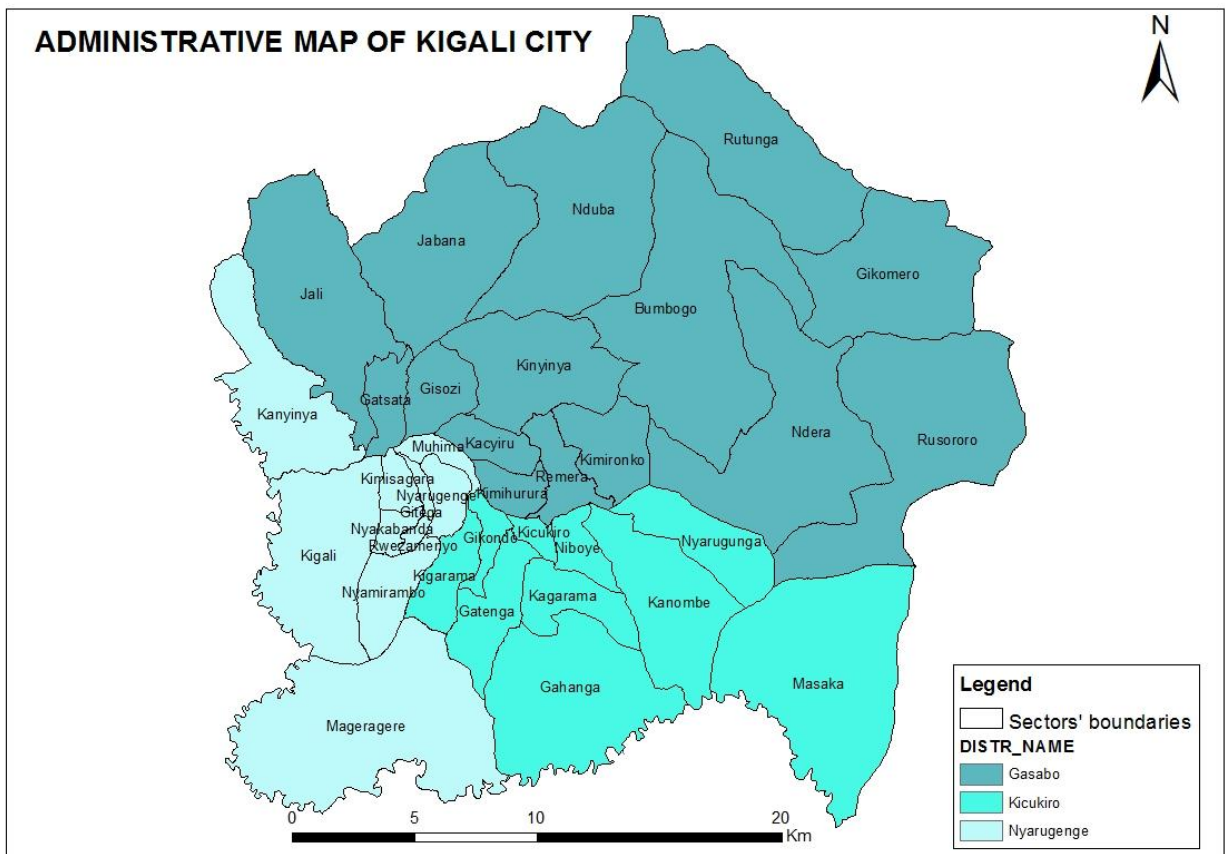 ADMINISTRATIVE MAP OF KIGALI CITY
N
Rutunga
Nduba
Jabana
Gikomero
Jali
Bumbogo
Kinyinya
Gisozi
Gatsata
Kanyinya
Ndera
Rusororo
Muhima
Kacyiru
Kimironko
Remera
Kimisagara
Nyarugenge
Kimihurura
Gitega
Nyakabanda
Kicukiro
Gikondo
Rwezamenyo
Niboye
Nyarugunga
Kigali
Kigarama
Nyamirambo
Kagarama
Kanombe
Gatenga
Gahanga
Masaka
Mageragere
Legend
Sectors' boundaries
DISTR_NAME
Gasabo
Kicukiro
Nyarugenge
0 5 10 20
Km